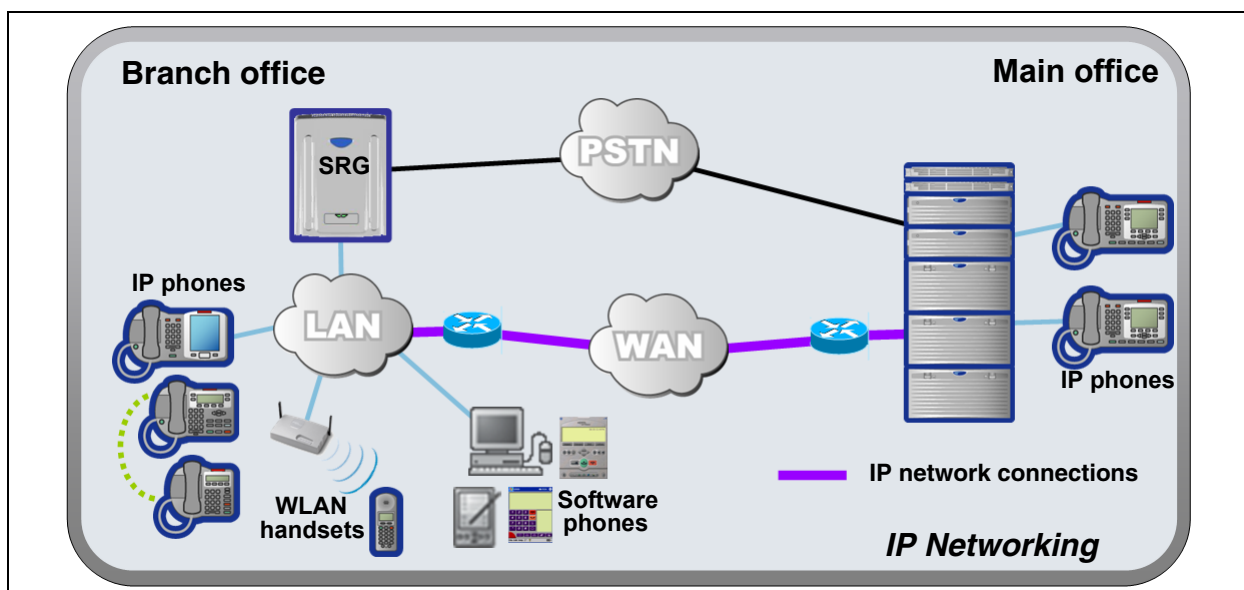 Branch office
Main office
PSTN
SRG
IP phones
LAN
WAN
IP phones
WLAN
handsets
Software
phones
IP network connections
IP Networking